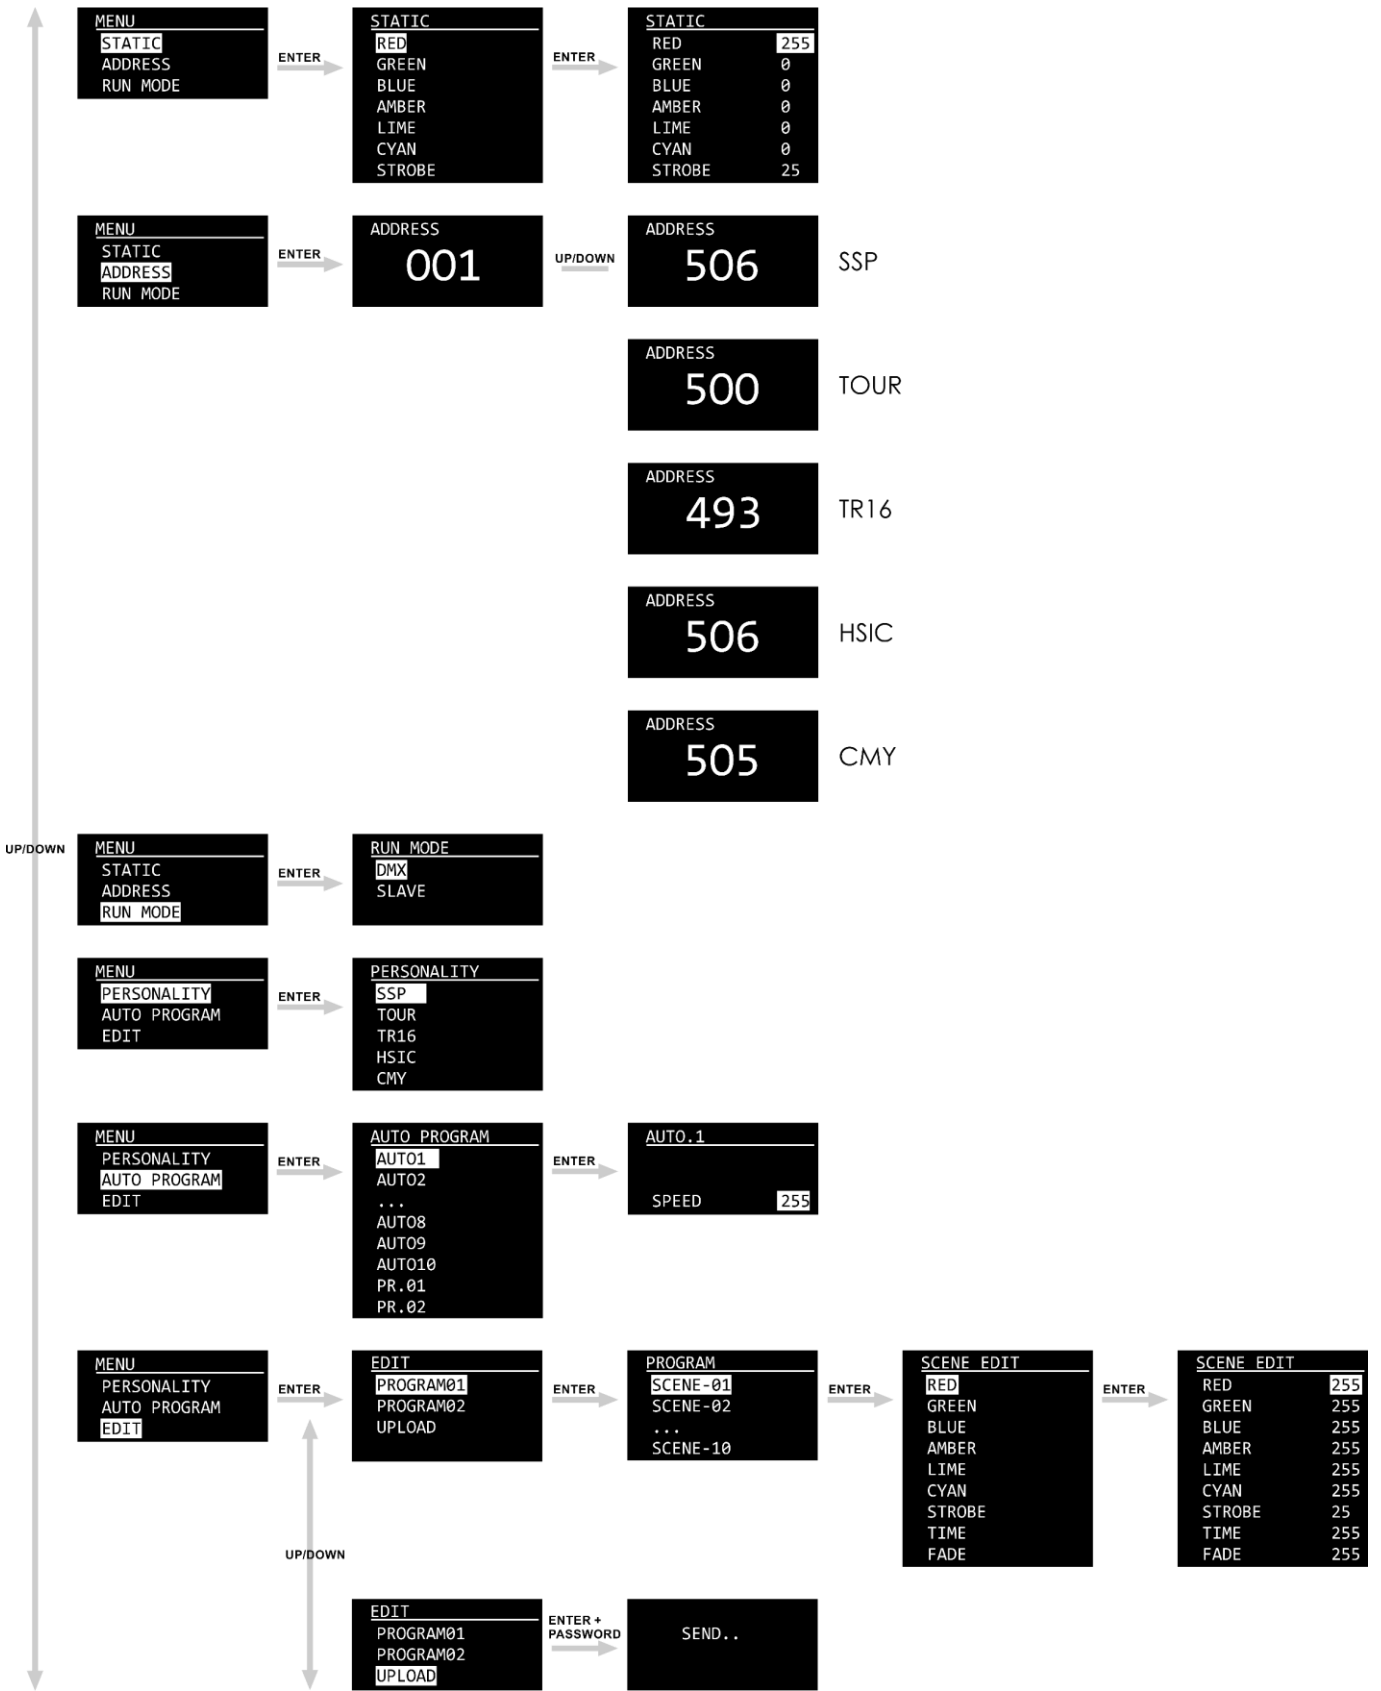 MENU
STATIC
ADDRESS
RUN MODE
ENTER
STATIC
RED
GREEN
BLUE
AMBER
LIME
CYAN
STROBE
ENTER
STATIC
RED 255
GREEN 0
BLUE 0
AMBER 0
LIME 0
CYAN 0
STROBE 25
MENU
STATIC
ADDRESS
RUN MODE
ENTER
ADDRESS
001
UP/DOWN
ADDRESS
506
SSP
ADDRESS
500
TOUR
ADDRESS
493
TR16
ADDRESS
506
HSIC
ADDRESS
505
CMY
UP/DOWN
MENU
STATIC
ADDRESS
RUN MODE
ENTER
RUN MODE
DMX
SLAVE
MENU
PERSONALITY
AUTO PROGRAM
EDIT
ENTER
PERSONALITY
SSP
TOUR
TR16
HSIC
CMY
MENU
PERSONALITY
AUTO PROGRAM
EDIT
ENTER
AUTO PROGRAM
AUTO1
AUTO2
...
AUTO8
AUTO9
AUTO10
PR.01
PR.02
ENTER
AUTO.1
SPEED 255
MENU
PERSONALITY
AUTO PROGRAM
EDIT
ENTER
EDIT
PROGRAM01
PROGRAM02
UPLOAD
ENTER
PROGRAM
SCENE-01
SCENE-02
...
SCENE-10
ENTER
SCENE EDIT
RED
GREEN
BLUE
AMBER
LIME
CYAN
STROBE
TIME
FADE
ENTER
SCENE EDIT
RED 255
GREEN 255
BLUE 255
AMBER 255
LIME 255
CYAN 255
STROBE 25
TIME 255
FADE 255
UP/DOWN
EDIT
PROGRAM01
PROGRAM02
UPLOAD
ENTER +
PASSWORD
SEND..